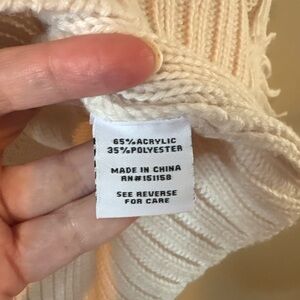 65% ACRYLIC
35% POLYESTER
MADE IN CHINA
RN#151158
SEE REVERSE
FOR CARE